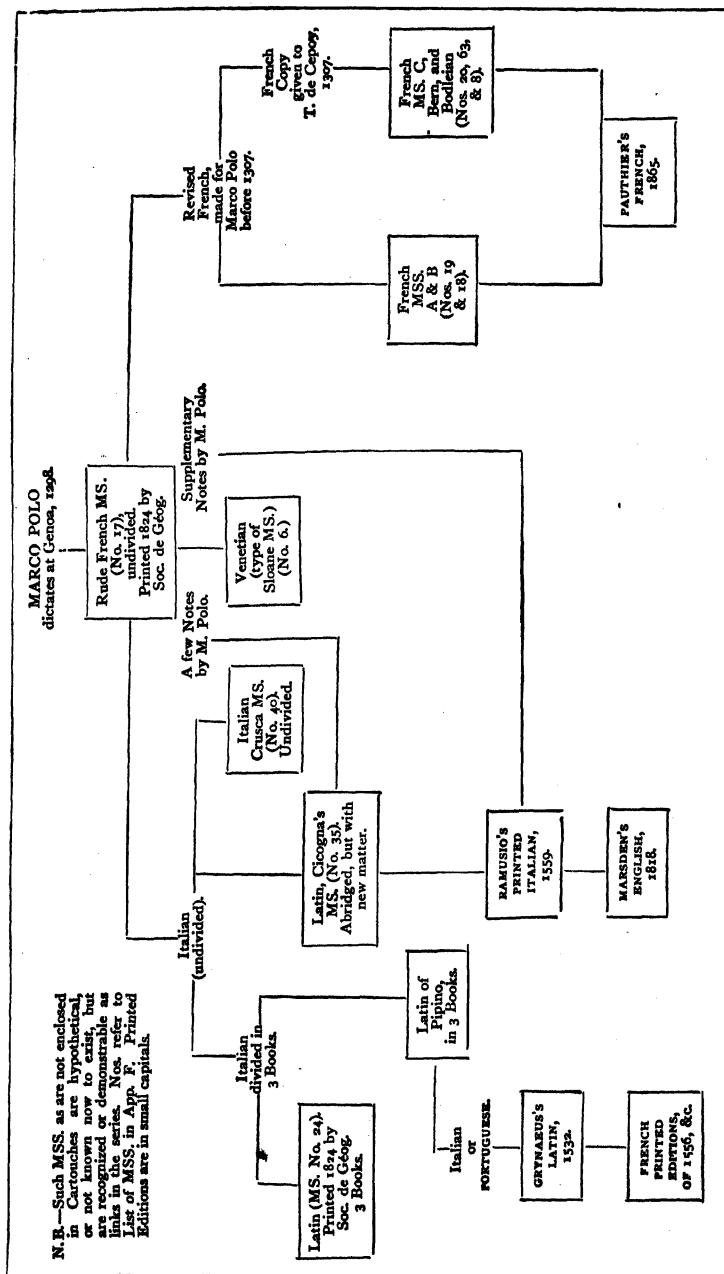 MARCO POLO
dictates at Genoa, 1298.
N.B.—Such MSS. as are not enclosed
in Cartouches are hypothetical,
or not known now to exist, but
are recognized or demonstrable as
links in the series. Nos. refer to
List of MSS. in App. F. Printed
Editions are in small capitals.
Rude French MS.
(No. 17),
undivided.
Printed 1824 by
Soc. de Géog.
Italian
(undivided).
A few Notes
by M. Polo.
Supplementary
Notes by M. Polo.
Revised
French,
made for
Marco Polo
before 1307.
Italian
divided in
3 Books.
Italian
Crusca MS.
(No. 40).
Undivided.
Venetian
(type of
Sloane MS.)
(No. 6.)
French
Copy
given to
T. de Cepoy,
1307.
Latin (MS. No. 24).
Printed 1824 by
Soc. de Géog.
3 Books.
Latin, Cicogna's
MS. (No. 35).
Abridged, but with
new matter.
French
MSS.
A & B
(Nos. 19
& 18).
French
MS. C,
Bern, and
Bodleian
(Nos. 20, 63,
& 8).
Latin of
Pipino,
in 3 Books.
Italian
or
PORTUGUESE.
RAMUSIO'S
PRINTED
ITALIAN,
1559.
GRYNAEUS'S
LATIN,
1532.
MARSDEN'S
ENGLISH,
1818.
PAUTHIER'S
FRENCH,
1865.
FRENCH
PRINTED
EDITIONS,
OF 1556, &c.